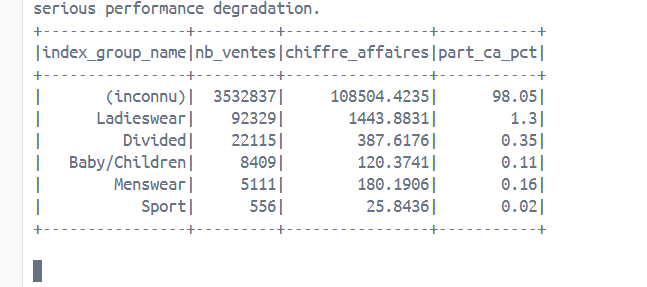 serious performance degradation.
+----------------+---------+----------------+-----------+
|index_group_name|nb_ventes|chiffre_affaires|part_ca_pct|
+----------------+---------+----------------+-----------+
|       (inconnu)|  3532837|     108504.4235|      98.05|
|      Ladieswear|    92329|       1443.8831|        1.3|
|         Divided|    22115|        387.6176|       0.35|
|   Baby/Children|     8409|        120.3741|       0.11|
|        Menswear|     5111|        180.1906|       0.16|
|           Sport|      556|         25.8436|       0.02|
+----------------+---------+----------------+-----------+